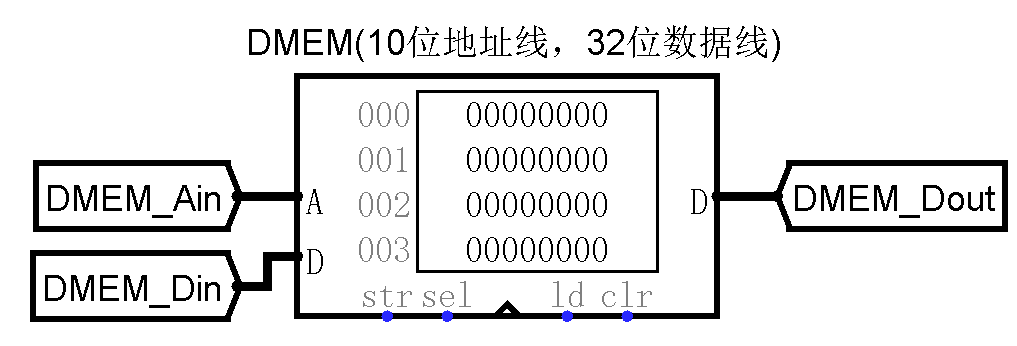 DMEM(10位地址线，32位数据线)
000 00000000
001 00000000
002 00000000
003 00000000
DMEM_Ain
A
D
DMEM_Dout
DMEM_Din
D
str sel ld clr